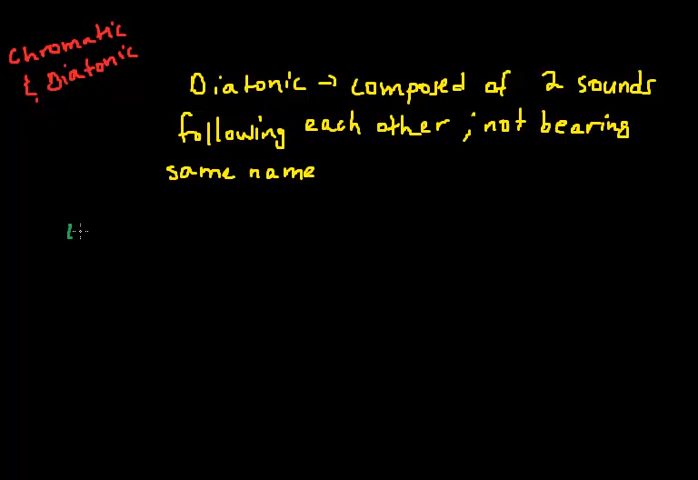 Chromatic
& Diatonic
Diatonic → composed of 2 sounds
following each other ; not bearing
same name